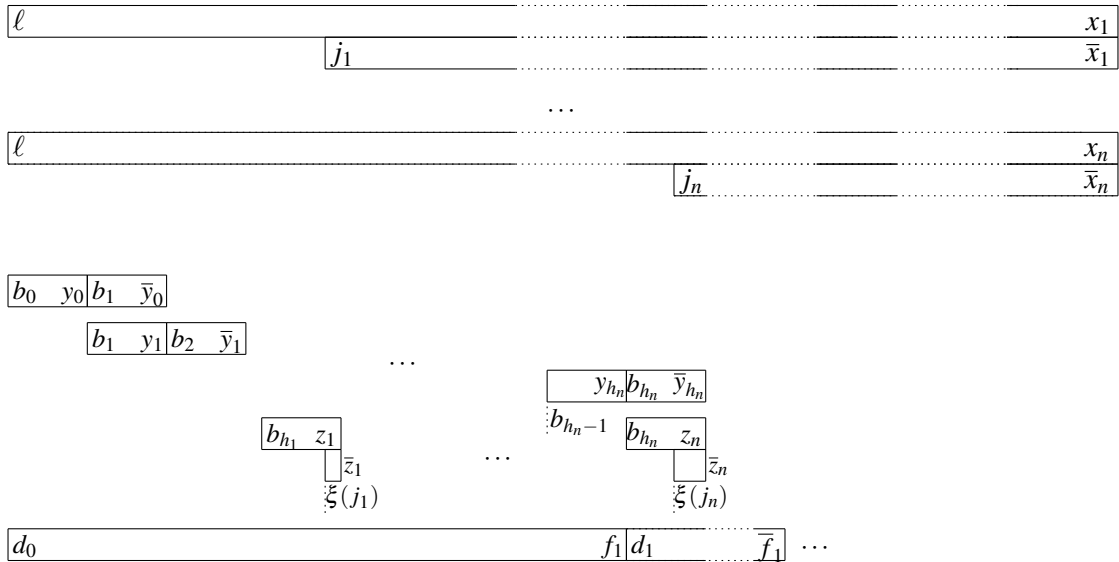 ℓ x₁
j₁ x̄₁
...
ℓ xₙ
jₙ x̄ₙ
b₀ y₀ b₁ ȳ₀
b₁ y₁ b₂ ȳ₁
...
y_{hₙ} b_{hₙ} ȳ_{hₙ}
b_{hₙ−1}
b_{h₁} z₁ ... b_{hₙ} zₙ
z̄₁ z̄ₙ
ξ(j₁) ξ(jₙ)
d₀ f₁ d₁ f̄₁ ...